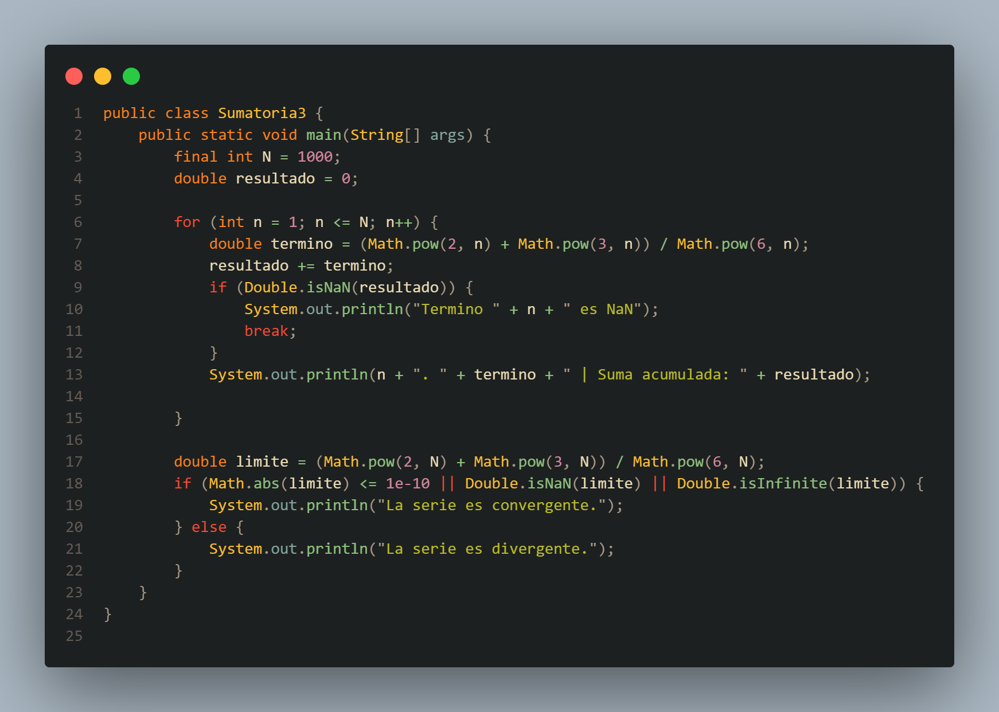 1 public class Sumatoria3 {
2     public static void main(String[] args) {
3         final int N = 1000;
4         double resultado = 0;
5
6         for (int n = 1; n <= N; n++) {
7             double termino = (Math.pow(2, n) + Math.pow(3, n)) / Math.pow(6, n);
8             resultado += termino;
9             if (Double.isNaN(resultado)) {
10                 System.out.println("Termino " + n + " es NaN");
11                 break;
12             }
13             System.out.println(n + ". " + termino + " | Suma acumulada: " + resultado);
14
15         }
16
17         double limite = (Math.pow(2, N) + Math.pow(3, N)) / Math.pow(6, N);
18         if (Math.abs(limite) <= 1e-10 || Double.isNaN(limite) || Double.isInfinite(limite)) {
19             System.out.println("La serie es convergente.");
20         } else {
21             System.out.println("La serie es divergente.");
22         }
23     }
24 }
25